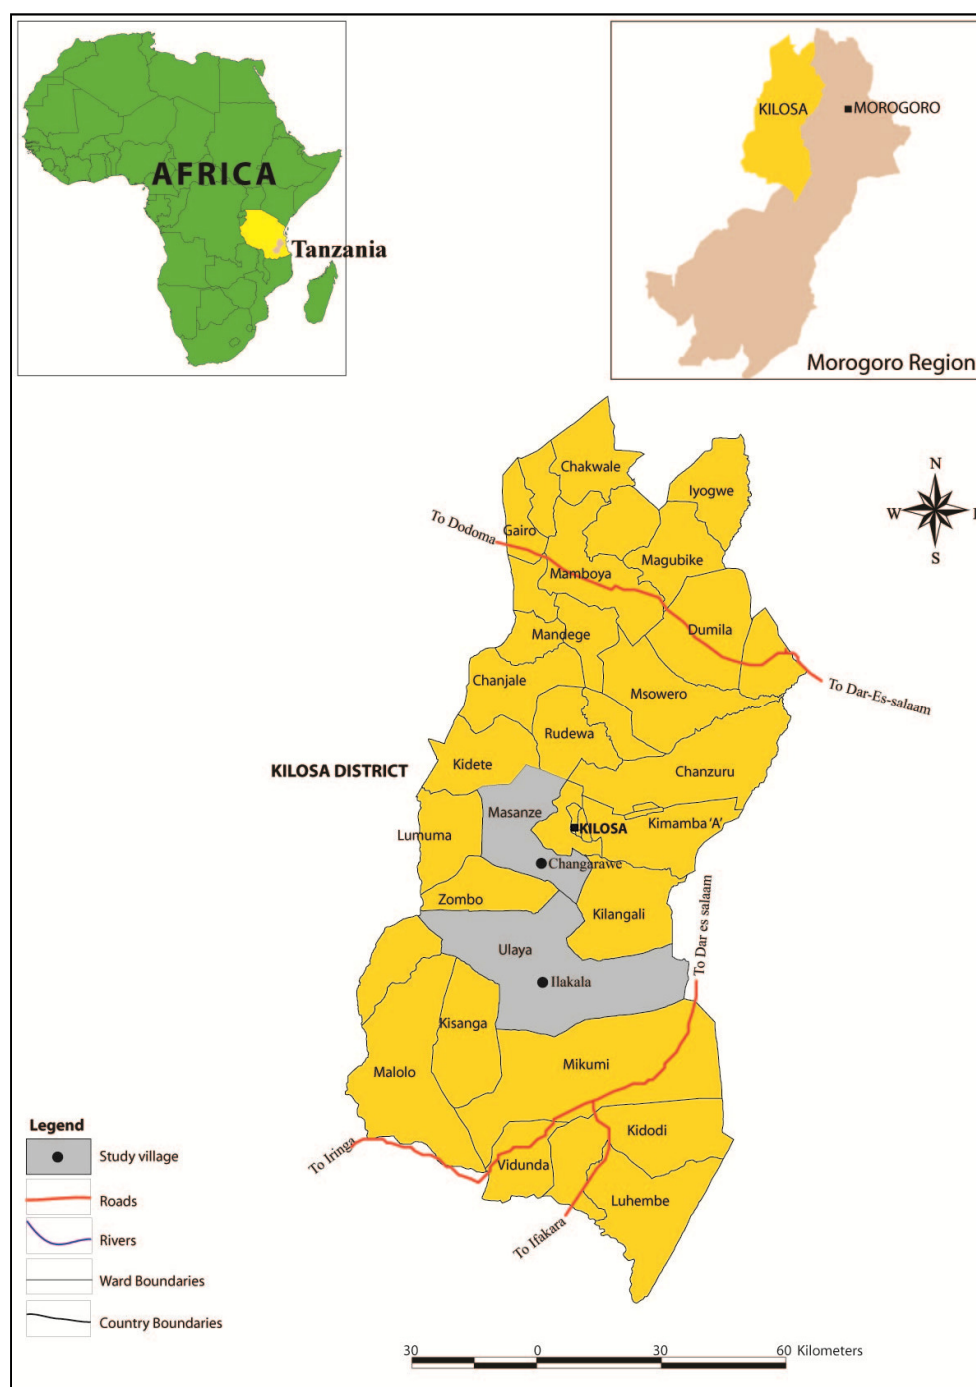 AFRICA
Tanzania
KILOSA
MOROGORO
Morogoro Region
Chakwale
Iyogwe
N
W
E
S
To Dodoma
Gairo
Magubike
Mamboya
Mandege
Dumila
Chanjale
Msowero
To Dar-Es-salaam
Rudewa
Kidete
Chanzuru
KILOSA DISTRICT
Masanze
Lumuma
KILOSA
Kimamba 'A'
Changarawe
Zombo
Kilangali
Ulaya
To Dar es salaam
Ilakala
Kisanga
Malolo
Mikumi
Kidodi
To Iringa
Vidunda
Luhembe
To Ifakara
Legend
Study village
Roads
Rivers
Ward Boundaries
Country Boundaries
30 0 30 60 Kilometers